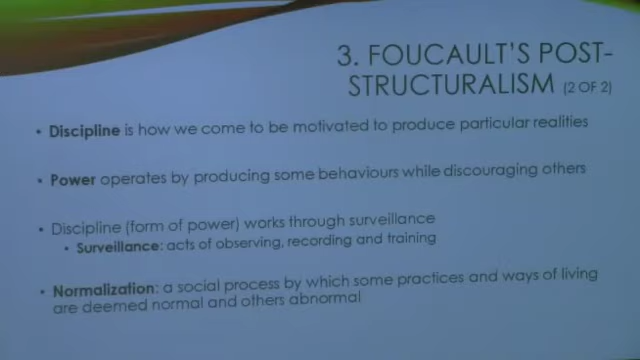 3. FOUCAULT'S POST-
STRUCTURALISM (2 OF 2)
• Discipline is how we come to be motivated to produce particular realities
• Power operates by producing some behaviours while discouraging others
• Discipline (form of power) works through surveillance
• Surveillance: acts of observing, recording and training
• Normalization: a social process by which some practices and ways of living
are deemed normal and others abnormal